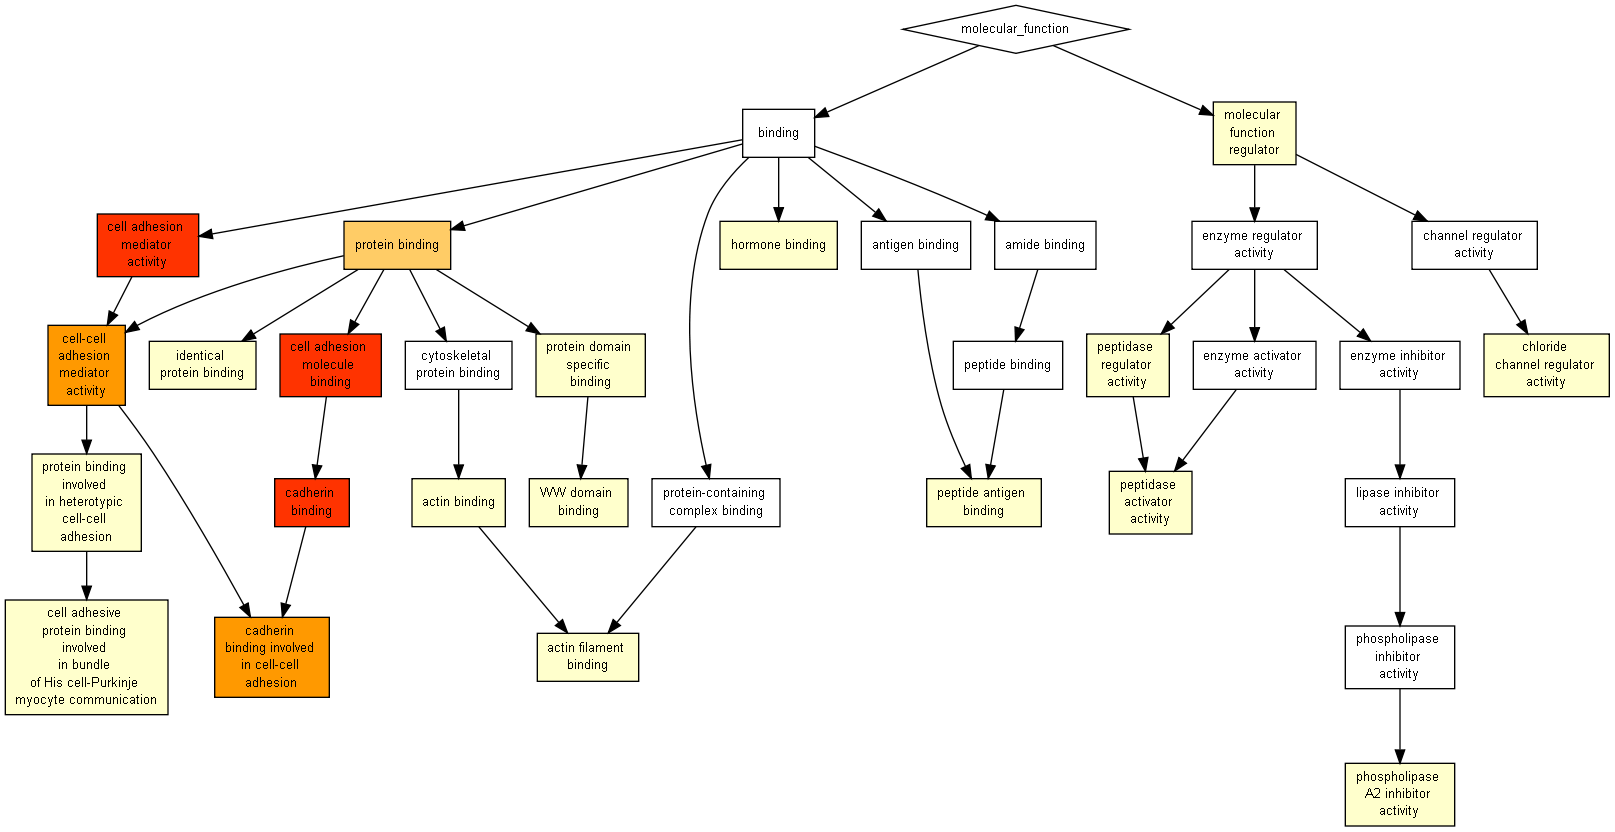 molecular_function
molecular
function
regulator
binding
cell adhesion
mediator
activity
protein binding
hormone binding
antigen binding
amide binding
enzyme regulator
activity
channel regulator
activity
cell-cell
adhesion
mediator
activity
identical
protein binding
cell adhesion
molecule
binding
cytoskeletal
protein binding
protein domain
specific
binding
peptide binding
peptidase
regulator
activity
enzyme activator
activity
enzyme inhibitor
activity
chloride
channel regulator
activity
protein binding
involved
in heterotypic
cell-cell
adhesion
cadherin
binding
actin binding
WW domain
binding
protein-containing
complex binding
peptide antigen
binding
peptidase
activator
activity
lipase inhibitor
activity
cell adhesive
protein binding
involved
in bundle
of His cell-Purkinje
myocyte communication
cadherin
binding involved
in cell-cell
adhesion
actin filament
binding
phospholipase
inhibitor
activity
phospholipase
A2 inhibitor
activity